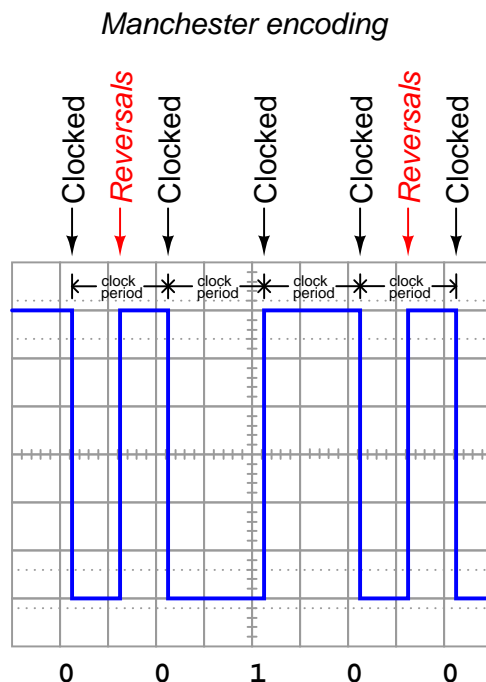 Manchester encoding
Clocked
Reversals
Clocked
Clocked
Clocked
Reversals
Clocked
clock
period
clock
period
clock
period
clock
period
0 0 1 0 0